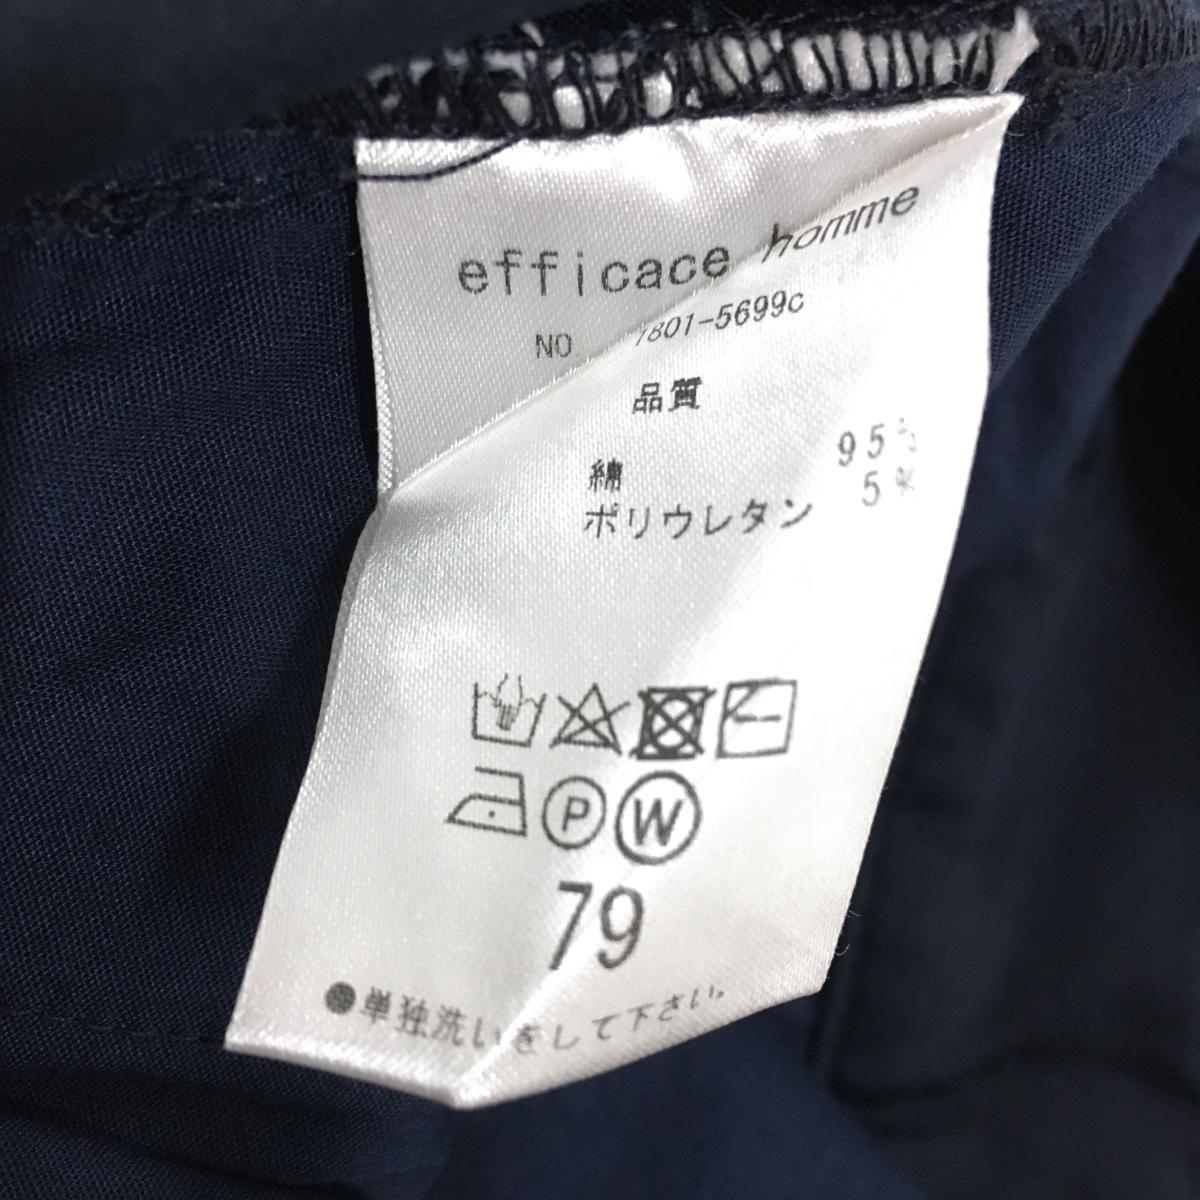 efficace homme
NO. 7801-5699c
品質
綿 95%
ポリウレタン 5%
P W
79
●単独洗いをして下さい。